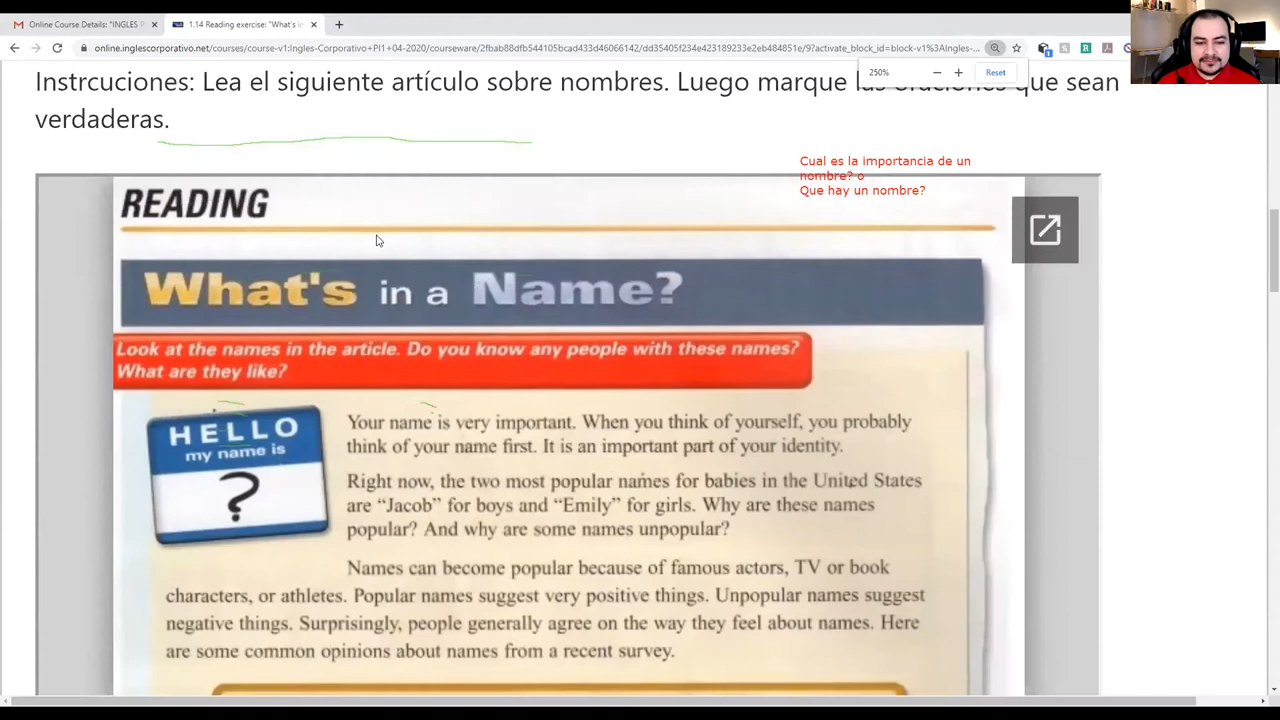 Online Course Details: "INGLES P
1.14 Reading exercise: "What's in
online.inglescorporativo.net/courses/course-v1:Ingles-Corporativo+PI1+04-2020/courseware/2fbab88dfb544105bcad433d46066142/dd35405f234e423189233e2eb484851e/9?activate_block_id=block-v1%3AIngles-...
250%
Reset
Instrcuciones: Lea el siguiente artículo sobre nombres. Luego marque las oraciones que sean
verdaderas.
Cual es la importancia de un
nombre? o
Que hay un nombre?
READING
What's in a Name?
Look at the names in the article. Do you know any people with these names?
What are they like?
HELLO
my name is
?
Your name is very important. When you think of yourself, you probably
think of your name first. It is an important part of your identity.
Right now, the two most popular names for babies in the United States
are “Jacob” for boys and “Emily” for girls. Why are these names
popular? And why are some names unpopular?
Names can become popular because of famous actors, TV or book
characters, or athletes. Popular names suggest very positive things. Unpopular names suggest
negative things. Surprisingly, people generally agree on the way they feel about names. Here
are some common opinions about names from a recent survey.